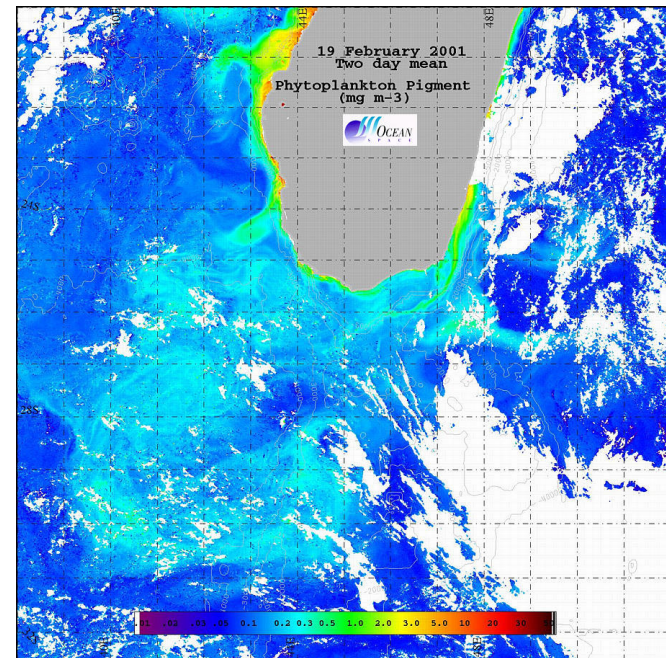 44E
48E
19 February 2001
Two day mean
Phytoplankton Pigment
(mg m-3)
OCEAN
SPACE
24S
28S
.01 .02 .03 .05 0.1 0.2 0.3 0.5 1.0 2.0 3.0 5.0 10 20 30